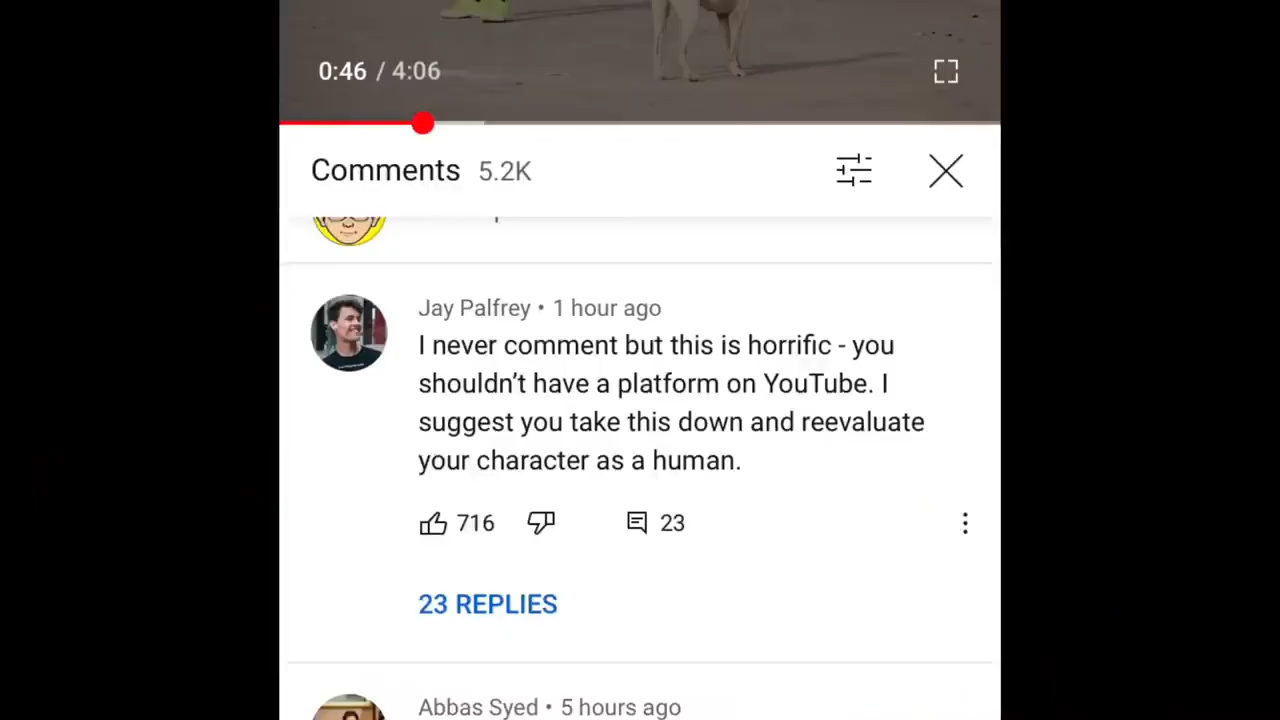 0:46 / 4:06
Comments 5.2K
Jay Palfrey • 1 hour ago
I never comment but this is horrific - you
shouldn’t have a platform on YouTube. I
suggest you take this down and reevaluate
your character as a human.
716 23
23 REPLIES
Abbas Syed • 5 hours ago